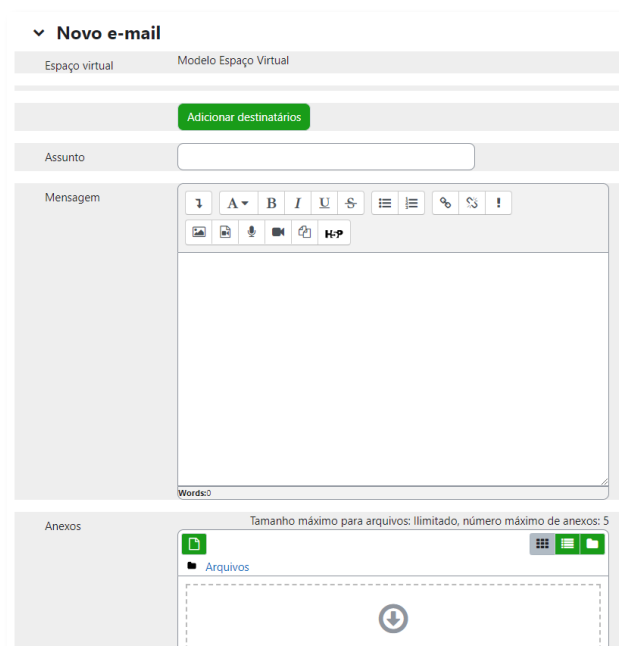 Novo e-mail
Espaço virtual
Modelo Espaço Virtual
Adicionar destinatários
Assunto
Mensagem
A B I U S
H-P
Words:0
Anexos
Tamanho máximo para arquivos: Ilimitado, número máximo de anexos: 5
Arquivos